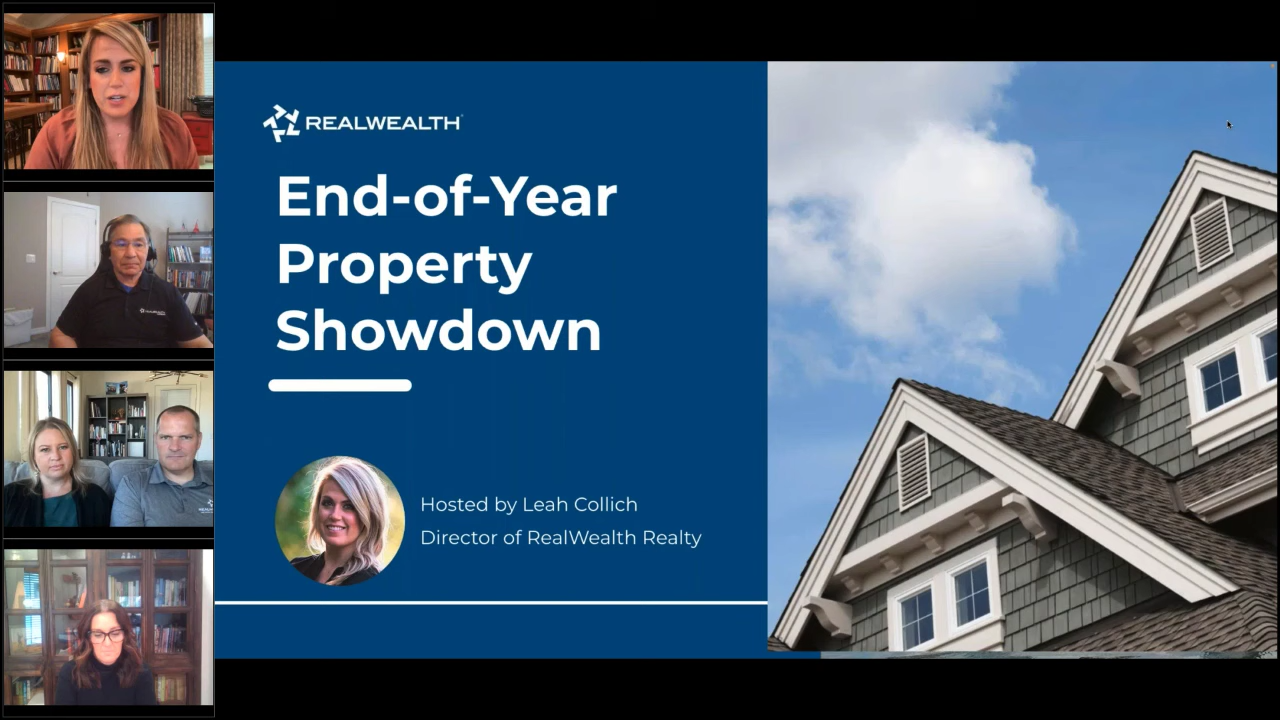 REALWEALTH
End-of-Year
Property
Showdown
Hosted by Leah Collich
Director of RealWealth Realty